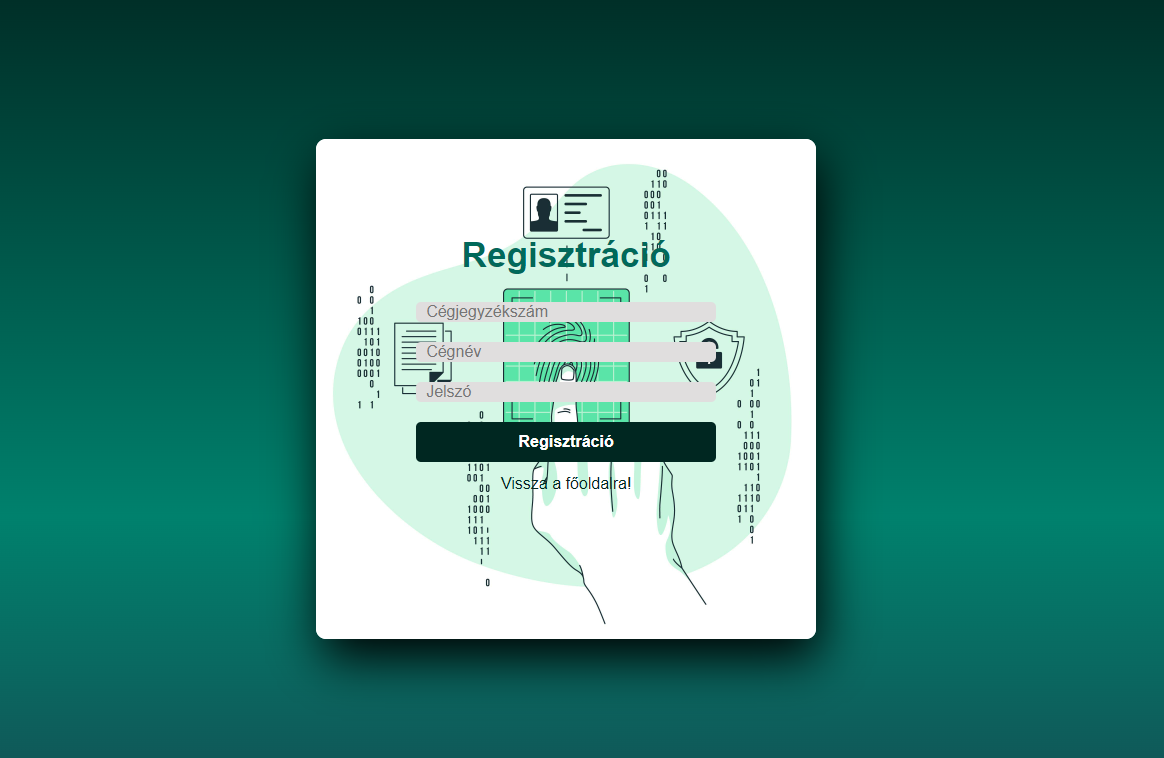 Regisztráció
Cégjegyzékszám
Cégnév
Jelszó
Regisztráció
Vissza a főoldalra!